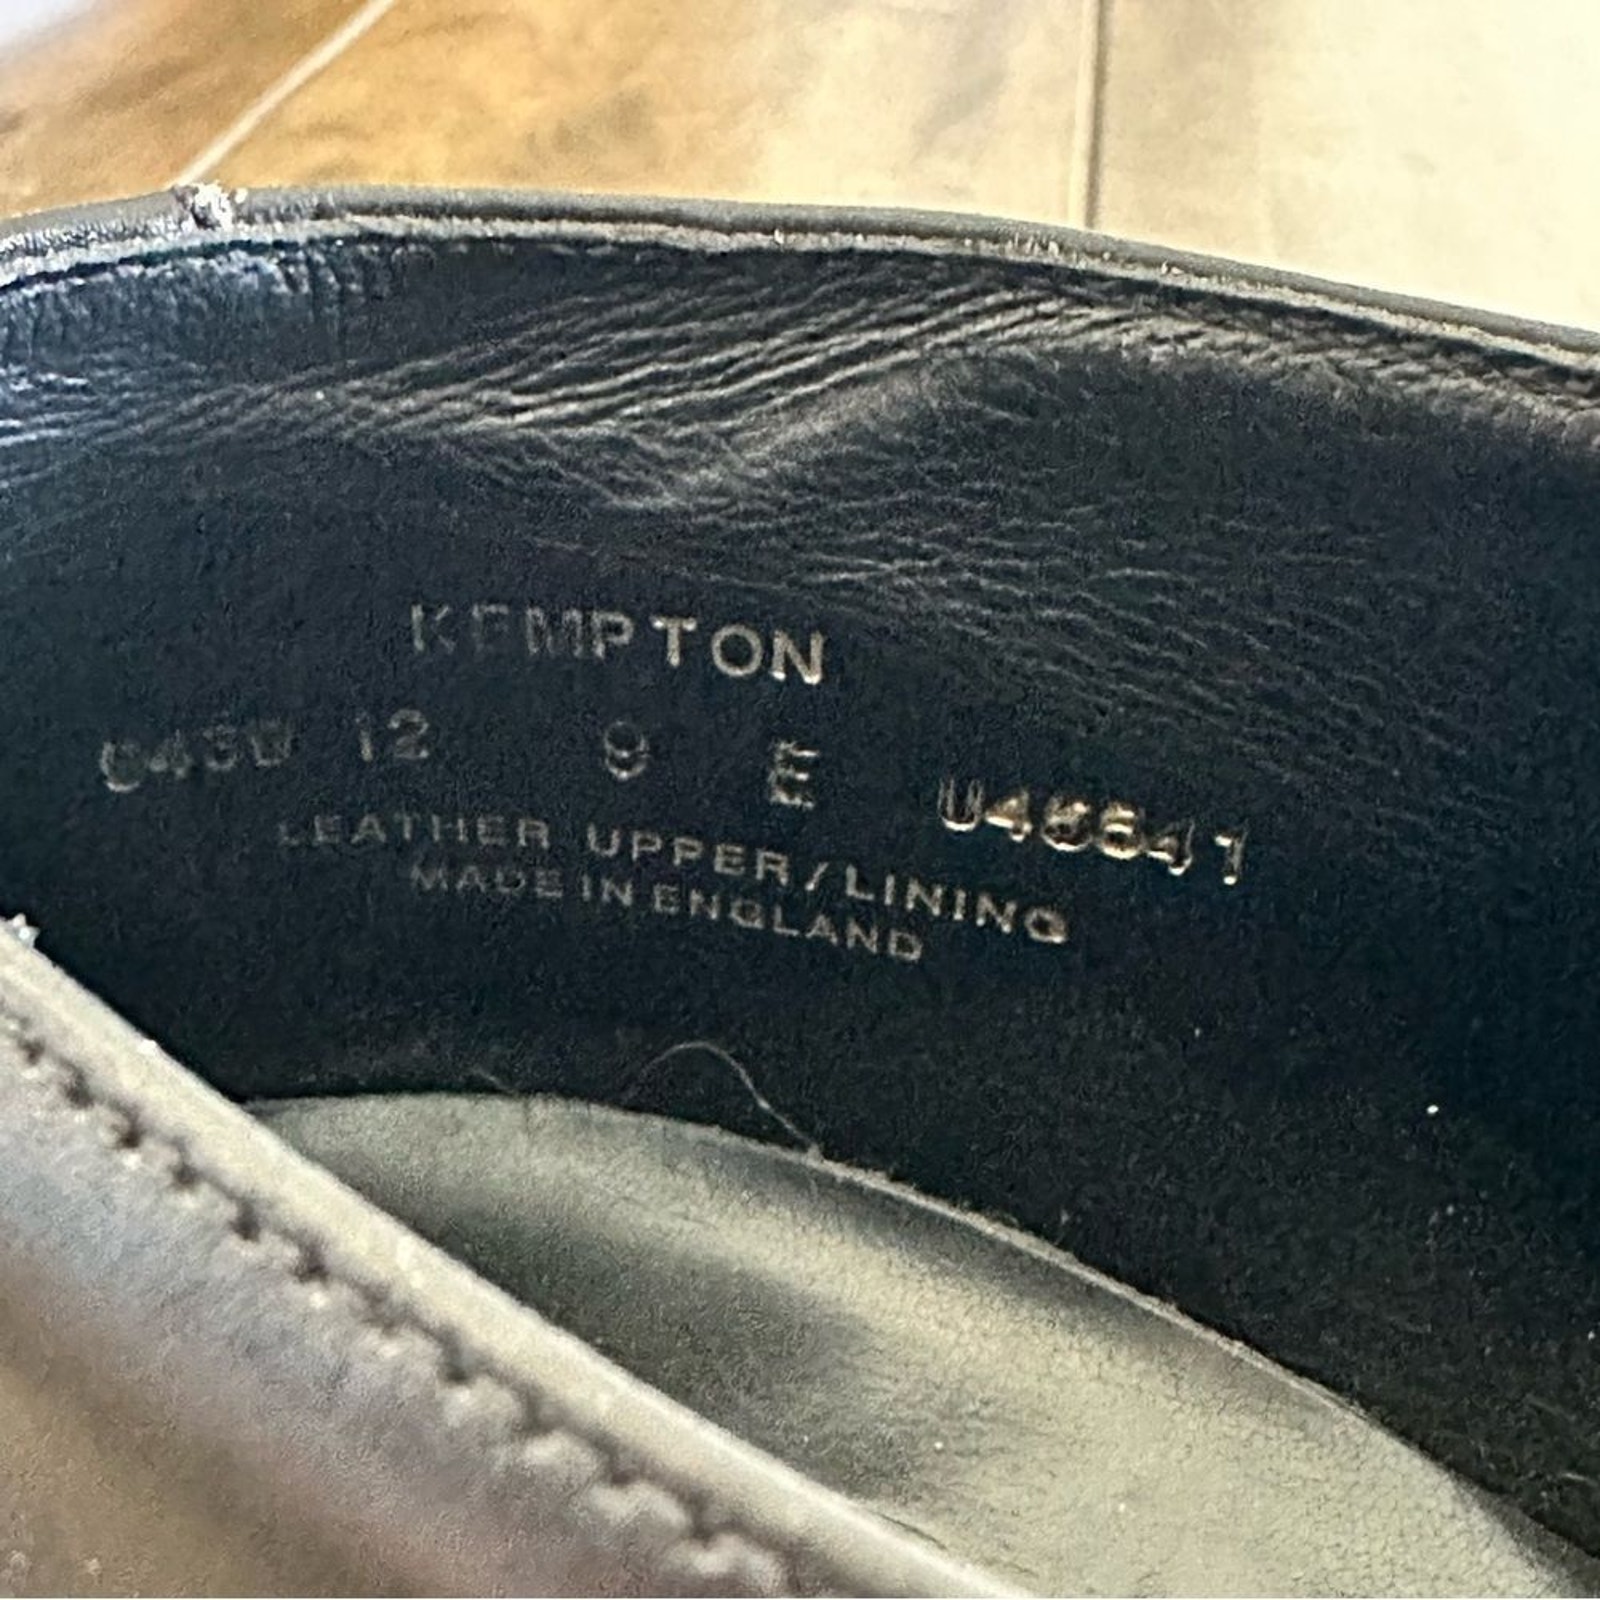 KEMPTON
12 9 E
LEATHER UPPER/LINING
MADE IN ENGLAND